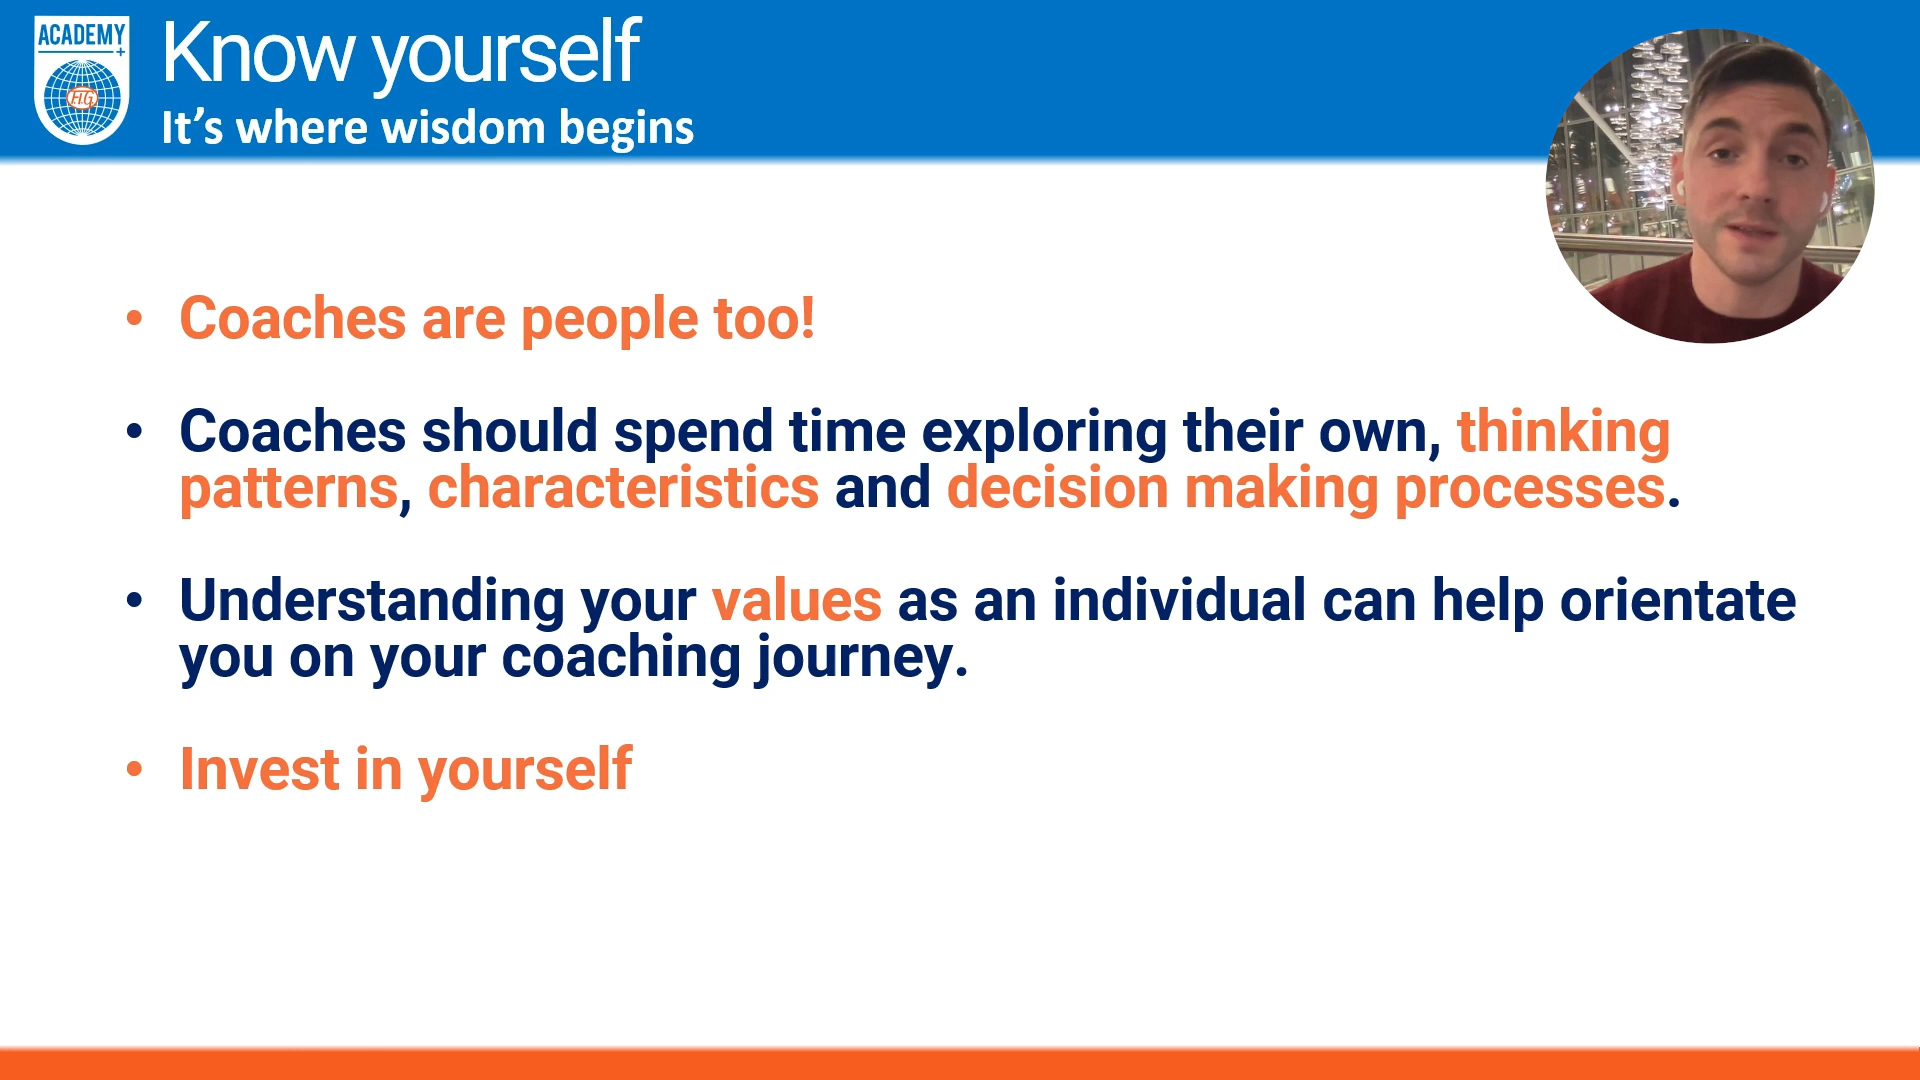 ACADEMY
+
FIG
Know yourself
It’s where wisdom begins
• Coaches are people too!
• Coaches should spend time exploring their own, thinking
patterns, characteristics and decision making processes.
• Understanding your values as an individual can help orientate
you on your coaching journey.
• Invest in yourself